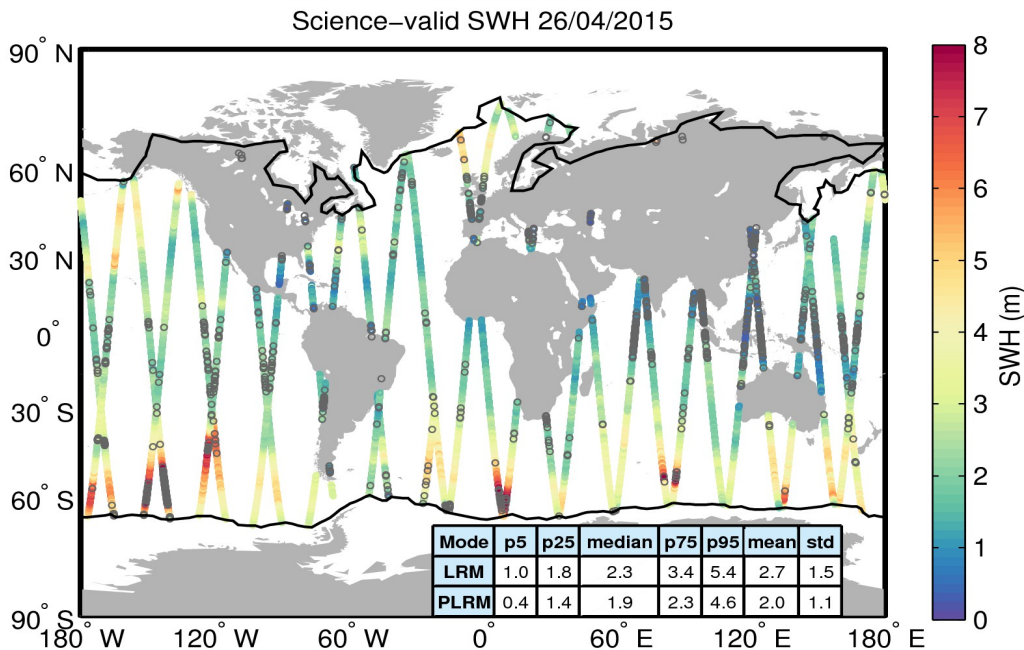 Science−valid SWH 26/04/2015
90° N
60° N
30° N
0°
30° S
60° S
90° S
180° W
120° W
60° W
0°
60° E
120° E
180° E
8
7
6
5
4
3
2
1
0
SWH (m)
Mode p5 p25 median p75 p95 mean std
LRM 1.0 1.8 2.3 3.4 5.4 2.7 1.5
PLRM 0.4 1.4 1.9 2.3 4.6 2.0 1.1